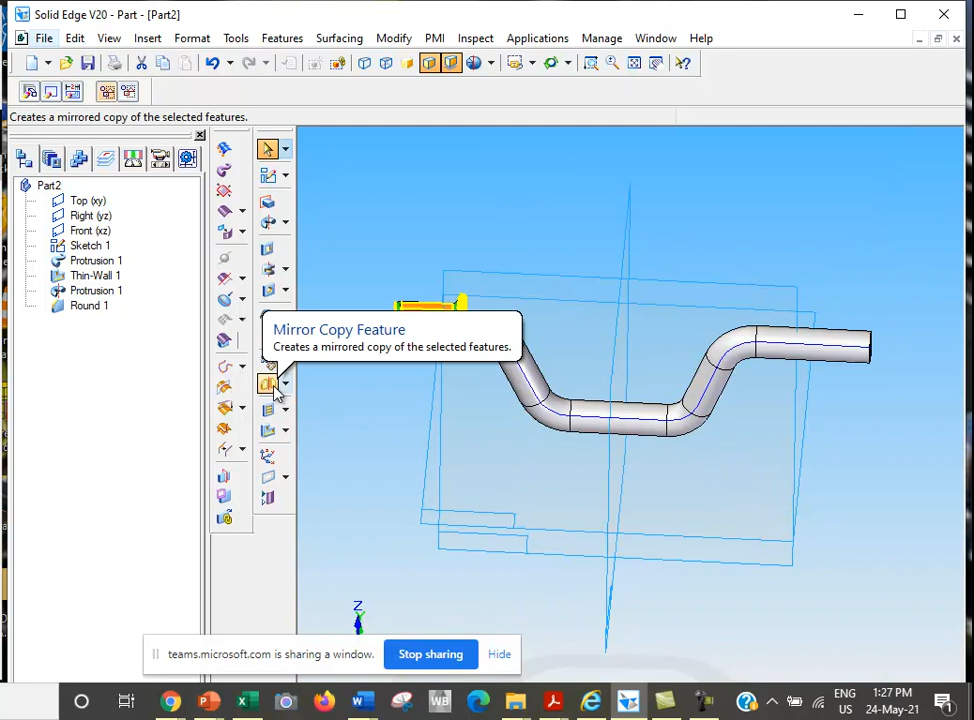 Solid Edge V20 - Part - [Part2]
File Edit View Insert Format Tools Features Surfacing Modify PMI Inspect Applications Manage Window Help
Creates a mirrored copy of the selected features.
Part2
Top (xy)
Right (yz)
Front (xz)
Sketch 1
Protrusion 1
Thin-Wall 1
Protrusion 1
Round 1
Mirror Copy Feature
Creates a mirrored copy of the selected features.
Z
teams.microsoft.com is sharing a window. Stop sharing Hide
WB
ENG 1:27 PM
US 24-May-21
1